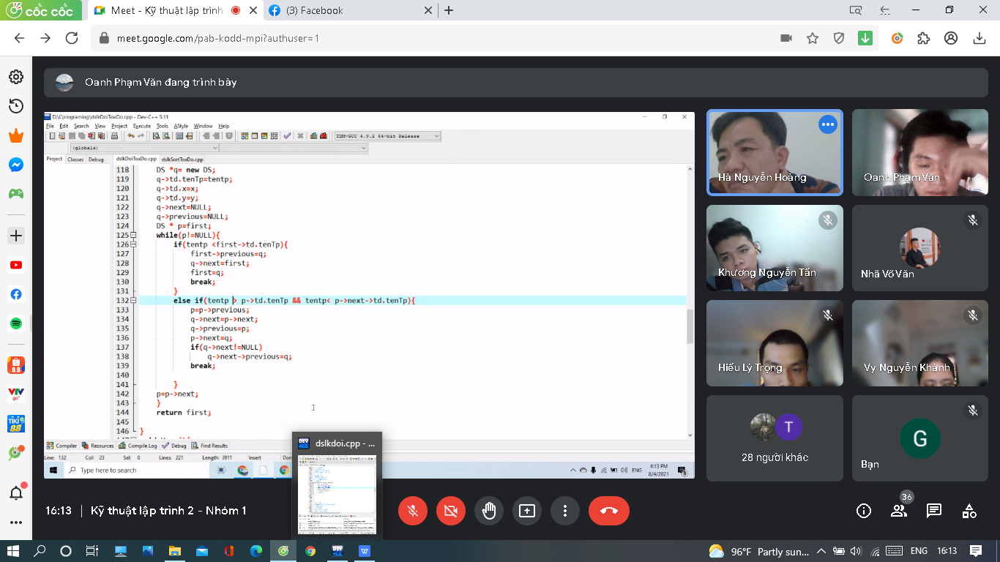 cốc cốc
Meet - Kỹ thuật lập trình
(3) Facebook
meet.google.com/pab-kodd-mpi?authuser=1
Oanh Phạm Văn đang trình bày
D:\Cprograming\dslkDoiToaDo.cpp - Dev-C++ 5.11
File Edit Search View Project Execute Tools AStyle Window Help
TDM-GCC 4.9.2 64-bit Release
(globals)
Project Classes Debug dslkDoiToaDo.cpp dslkSortToaDo.cpp
118 DS *q= new DS;
119 q->td.tenTp=tentp;
120 q->td.x=x;
121 q->td.y=y;
122 q->next=NULL;
123 q->previous=NULL;
124 DS * p=first;
125 while(p!=NULL){
126 if(tentp <first->td.tenTp){
127 first->previous=q;
128 q->next=first;
129 first=q;
130 break;
131 }
132 else if(tentp > p->td.tenTp && tentp< p->next->td.tenTp){
133 p=p->previous;
134 q->next=p->next;
135 q->previous=p;
136 p->next=q;
137 if(q->next!=NULL)
138 q->next->previous=q;
139 break;
140
141 }
142 p=p->next;
143 }
144 return first;
145
146 }
Compiler Resources Compile Log Debug Find Results
Line: 132 Col: 23 Sel: 0 Lines: 221 Length: 3911 Insert
Type here to search
ENG
4:13 PM
8/4/2021
dslkdoi.cpp - ...
Hà Nguyễn Hoàng
Oanh Phạm Văn
Khương Nguyễn Tấn
Nhã Võ Văn
Hiếu Lý Trọng
Vy Nguyễn Khánh
T
28 người khác
G
Bạn
16:13 | Kỹ thuật lập trình 2 - Nhóm 1
36
8.8
VTV
go
TIKI
88
96°F Partly sun...
ENG
16:13